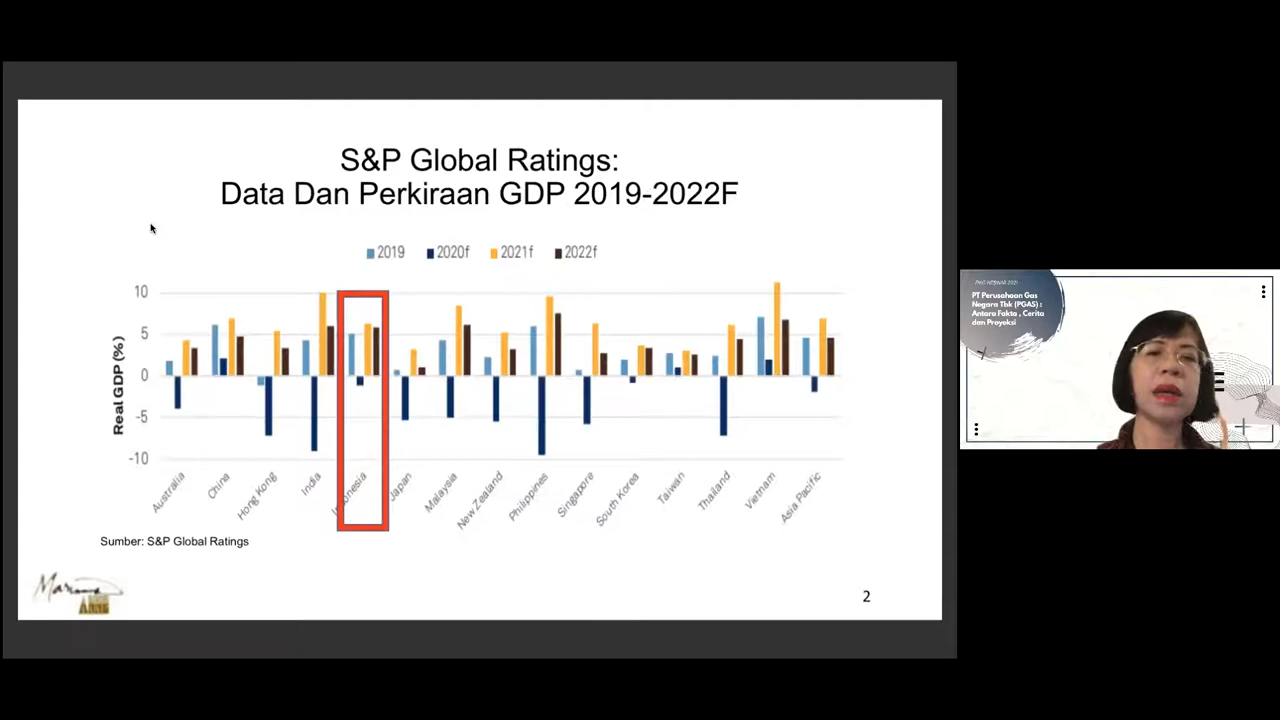 S&P Global Ratings:
Data Dan Perkiraan GDP 2019-2022F
2019 2020f 2021f 2022f
Real GDP (%)
10
5
0
-5
-10
Australia China Hong Kong India Indonesia Japan Malaysia New Zealand Philippines Singapore South Korea Taiwan Thailand Vietnam Asia Pacific
Sumber: S&P Global Ratings
2
WEBINAR 2021
PT Perusahaan Gas
Negara Tbk (PGAS) :
Antara Fakta , Cerita
dan Proyeksi